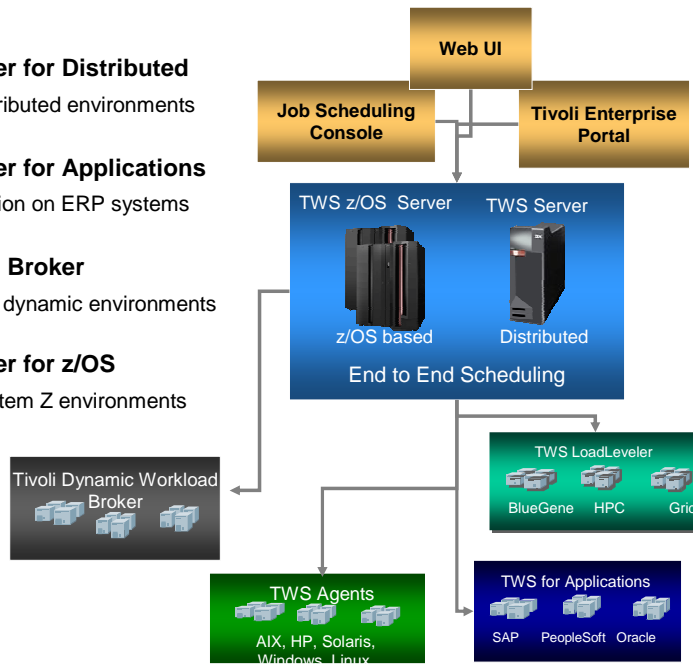 er for Distributed
ributed environments
er for Applications
ion on ERP systems
Broker
dynamic environments
er for z/OS
tem Z environments
Web UI
Job Scheduling
Console
Tivoli Enterprise
Portal
TWS z/OS Server
TWS Server
z/OS based
Distributed
End to End Scheduling
Tivoli Dynamic Workload
Broker
TWS LoadLeveler
BlueGene
HPC
Grid
TWS Agents
AIX, HP, Solaris,
Windows, Linux
TWS for Applications
SAP
PeopleSoft
Oracle